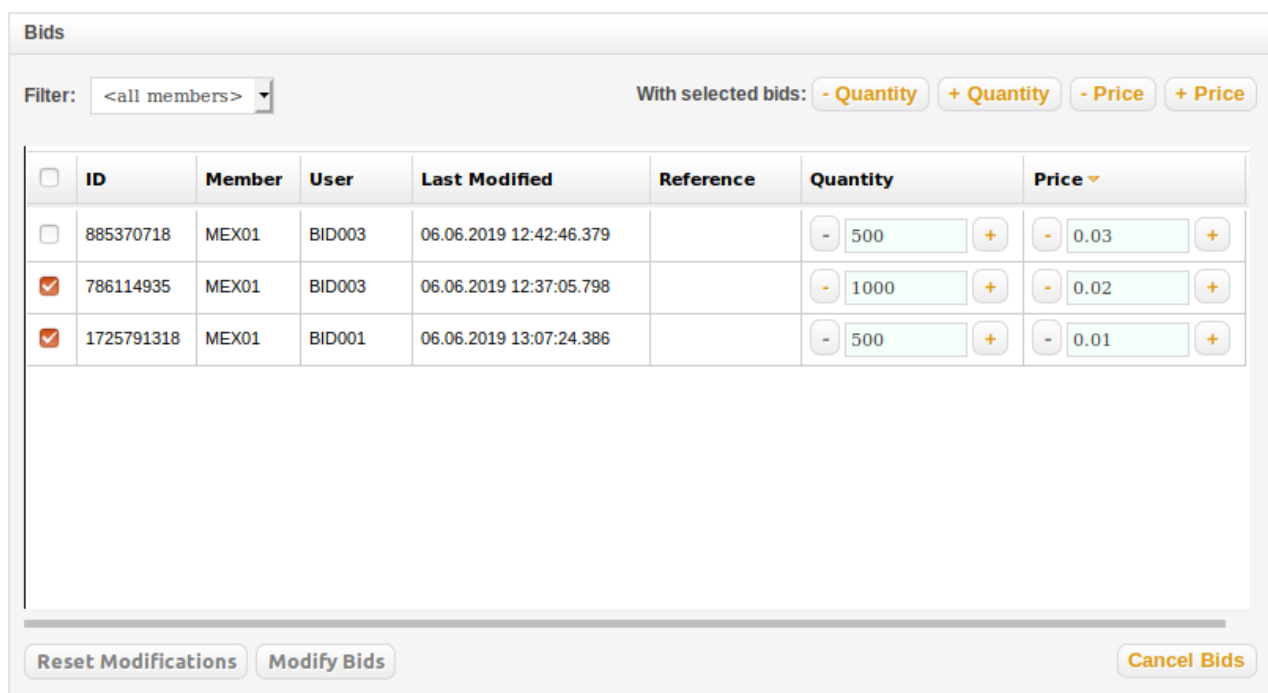 Bids
Filter: <all members> With selected bids: - Quantity + Quantity - Price + Price
ID Member User Last Modified Reference Quantity Price
885370718 MEX01 BID003 06.06.2019 12:42:46.379 - 500 + - 0.03 +
786114935 MEX01 BID003 06.06.2019 12:37:05.798 - 1000 + - 0.02 +
1725791318 MEX01 BID001 06.06.2019 13:07:24.386 - 500 + - 0.01 +
Reset Modifications Modify Bids Cancel Bids